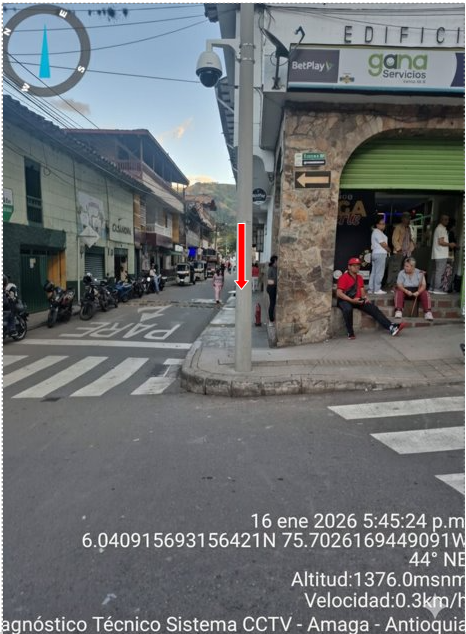 N
E
S
W
EDIFICI
BetPlay
gana
Servicios
PARE
16 ene 2026 5:45:24 p.m
6.040915693156421N 75.7026169449091W
44° NE
Altitud:1376.0msnm
Velocidad:0.3km/h
agnóstico Técnico Sistema CCTV - Amaga - Antioquia